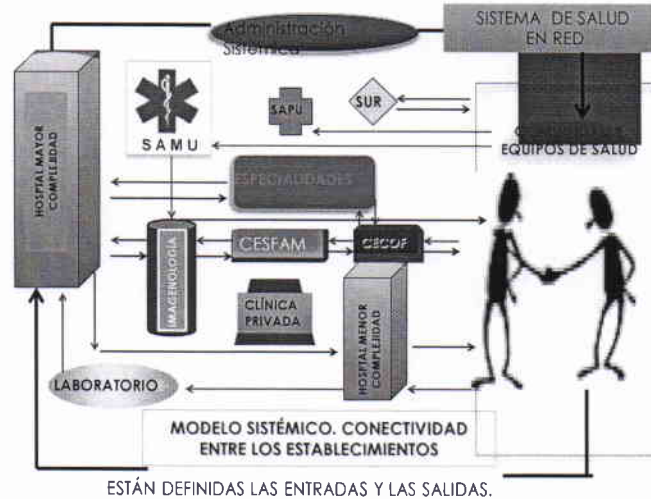 Administración
Sistémica
SISTEMA DE SALUD
EN RED
SAMU
SAPU
SUR
EQUIPOS DE SALUD
HOSPITAL MAYOR
COMPLEJIDAD
ESPECIALIDADES
IMAGENOLOGÍA
CESFAM
CECOF
CLÍNICA
PRIVADA
HOSPITAL MENOR
COMPLEJIDAD
LABORATORIO
MODELO SISTÉMICO. CONECTIVIDAD
ENTRE LOS ESTABLECIMIENTOS
ESTÁN DEFINIDAS LAS ENTRADAS Y LAS SALIDAS.